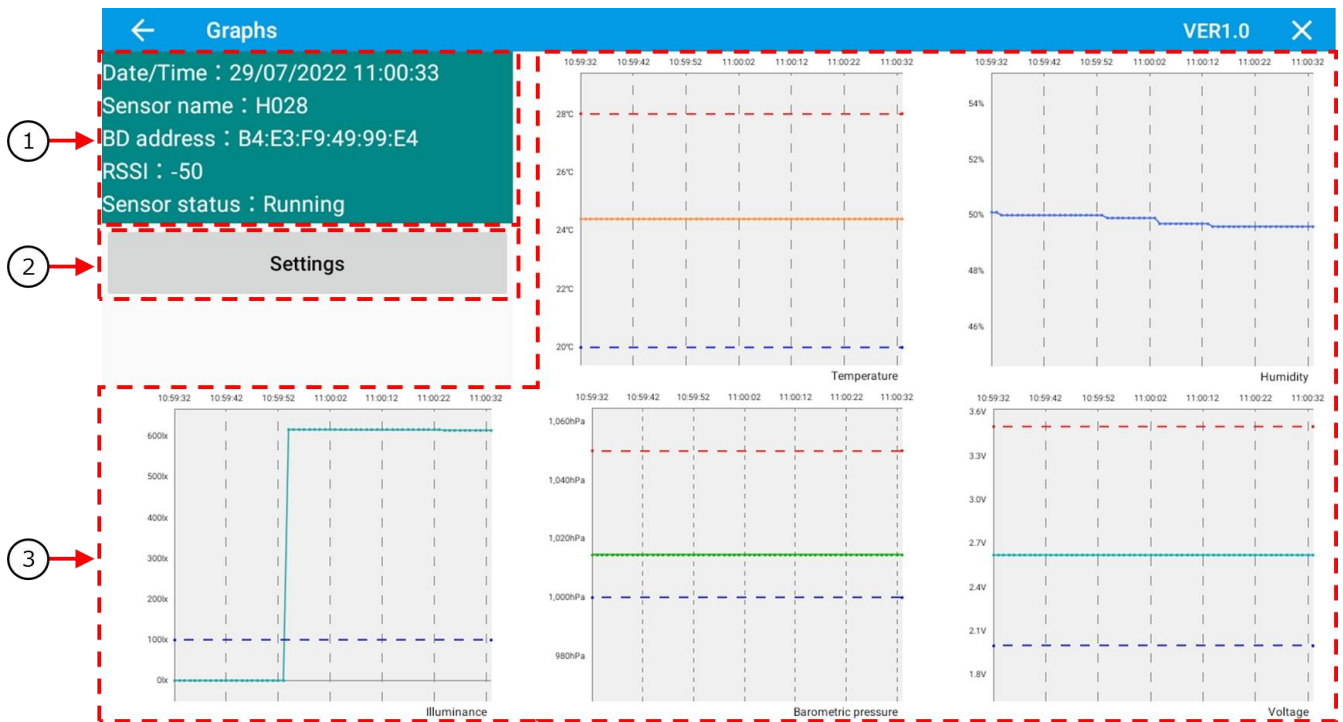 Graphs VER1.0
① Date/Time：29/07/2022 11:00:33
Sensor name：H028
BD address：B4:E3:F9:49:99:E4
RSSI：-50
Sensor status：Running
② Settings
③
10:59:32 10:59:42 10:59:52 11:00:02 11:00:12 11:00:22 11:00:32
28℃
26℃
24℃
22℃
20℃
Temperature
10:59:32 10:59:42 10:59:52 11:00:02 11:00:12 11:00:22 11:00:32
54%
52%
50%
48%
46%
Humidity
10:59:32 10:59:42 10:59:52 11:00:02 11:00:12 11:00:22 11:00:32
600lx
500lx
400lx
300lx
200lx
100lx
0lx
Illuminance
10:59:32 10:59:42 10:59:52 11:00:02 11:00:12 11:00:22 11:00:32
1,060hPa
1,040hPa
1,020hPa
1,000hPa
980hPa
Barometric pressure
10:59:32 10:59:42 10:59:52 11:00:02 11:00:12 11:00:22 11:00:32
3.6V
3.3V
3.0V
2.7V
2.4V
2.1V
1.8V
Voltage